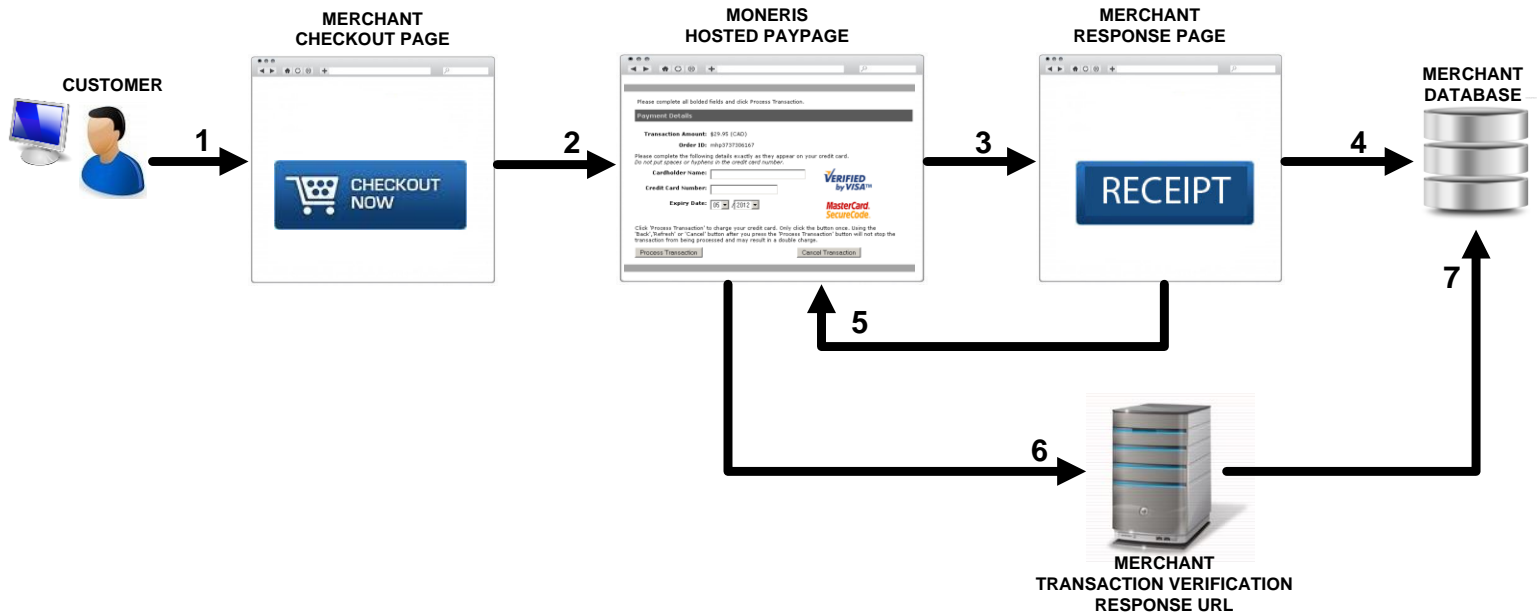 MERCHANT
CHECKOUT PAGE
MONERIS
HOSTED PAYPAGE
MERCHANT
RESPONSE PAGE
MERCHANT
DATABASE
CUSTOMER
1
2
3
4
CHECKOUT
NOW
Please complete all bolded fields and click Process Transaction.
Payment Details
Transaction Amount: $29.95 (CAD)
Order ID: mhp3737306167
Please complete the following details exactly as they appear on your credit card.
Do not put spaces or hyphens in the credit card number.
Cardholder Name:
VERIFIED
by VISA™
Credit Card Number:
Expiry Date: 05 / 2012
MasterCard.
SecureCode.
Click 'Process Transaction' to charge your credit card. Only click the button once. Using the
'Back','Refresh' or 'Cancel' button after you press the 'Process Transaction' button will not stop the
transaction from being processed and may result in a double charge.
Process Transaction
Cancel Transaction
RECEIPT
5
7
6
MERCHANT
TRANSACTION VERIFICATION
RESPONSE URL